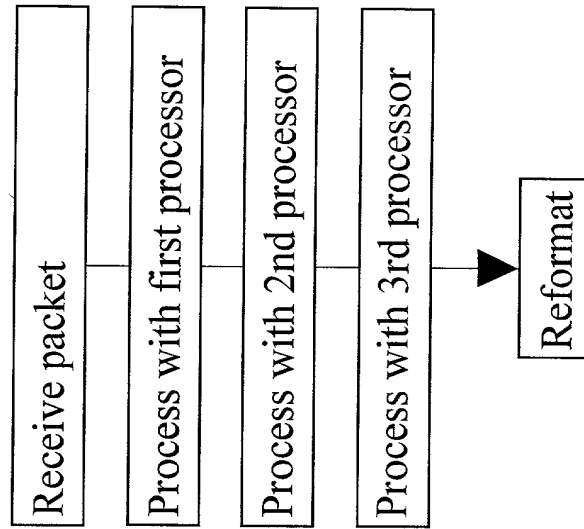 Receive packet
Process with first processor
Process with 2nd processor
Process with 3rd processor
Reformat